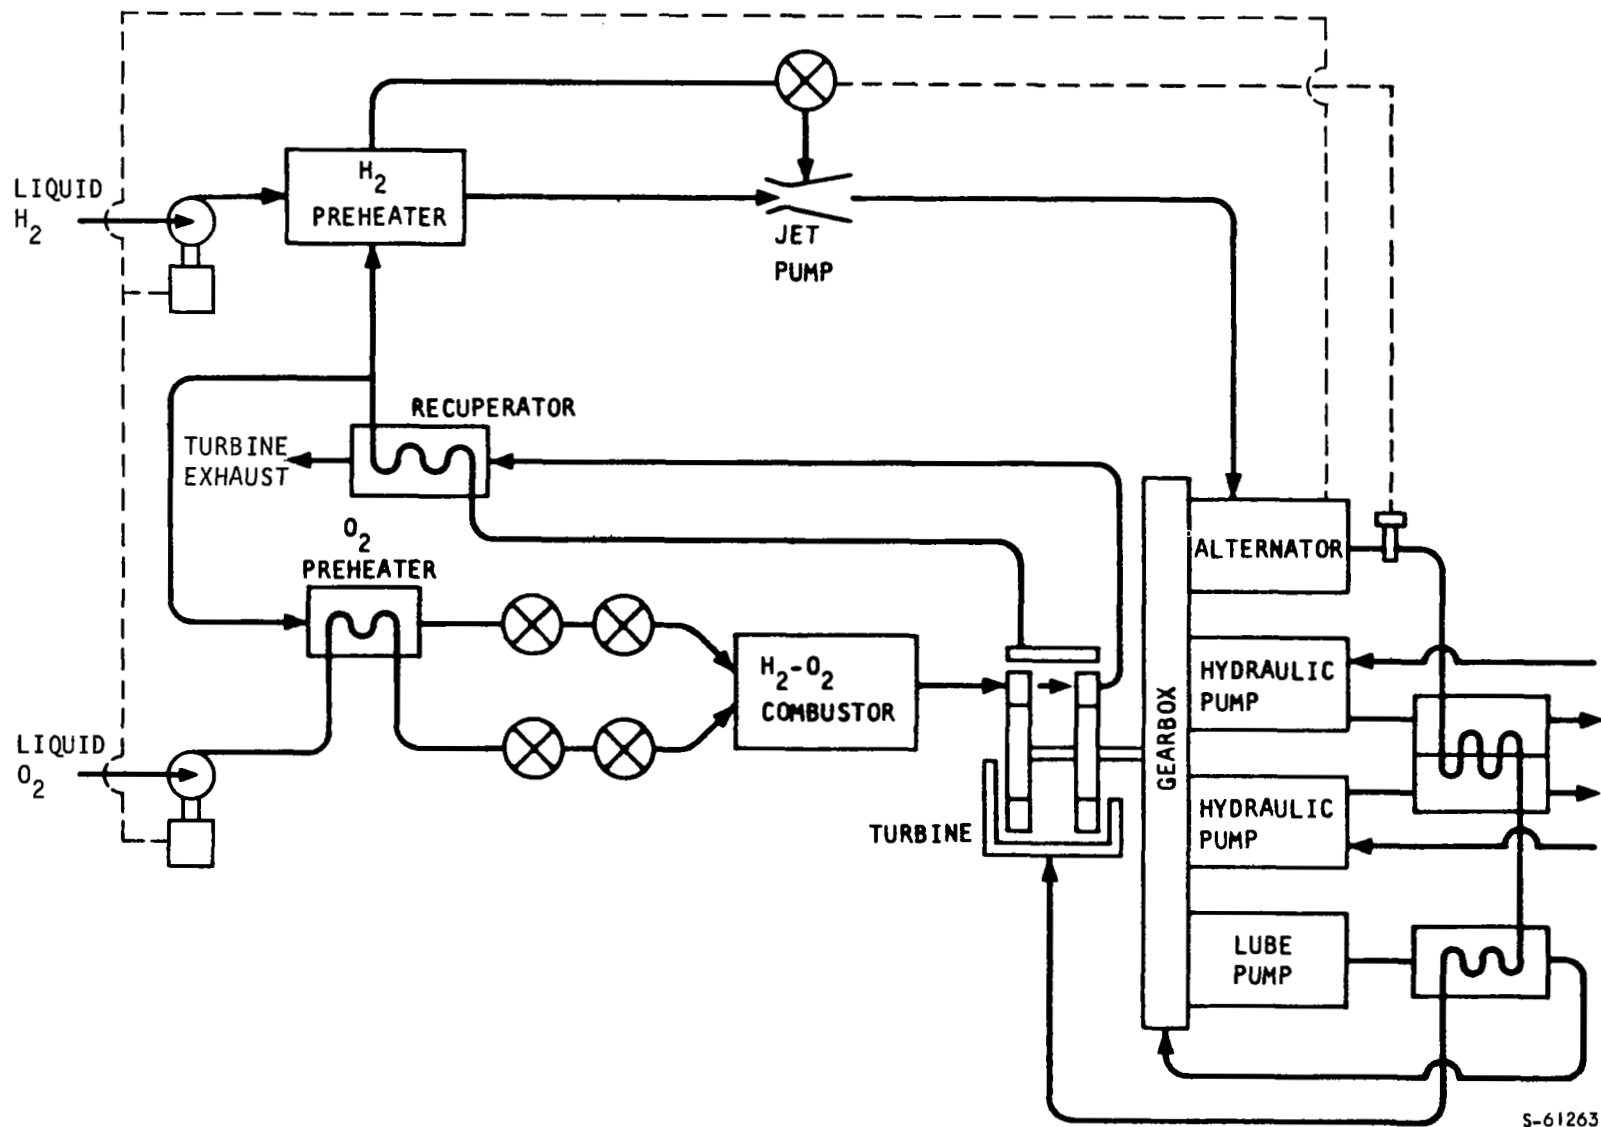 LIQUID
H2
H2
PREHEATER
JET
PUMP
RECUPERATOR
TURBINE
EXHAUST
O2
PREHEATER
ALTERNATOR
H2-O2
COMBUSTOR
HYDRAULIC
PUMP
LIQUID
O2
GEARBOX
TURBINE
HYDRAULIC
PUMP
LUBE
PUMP
S-61263